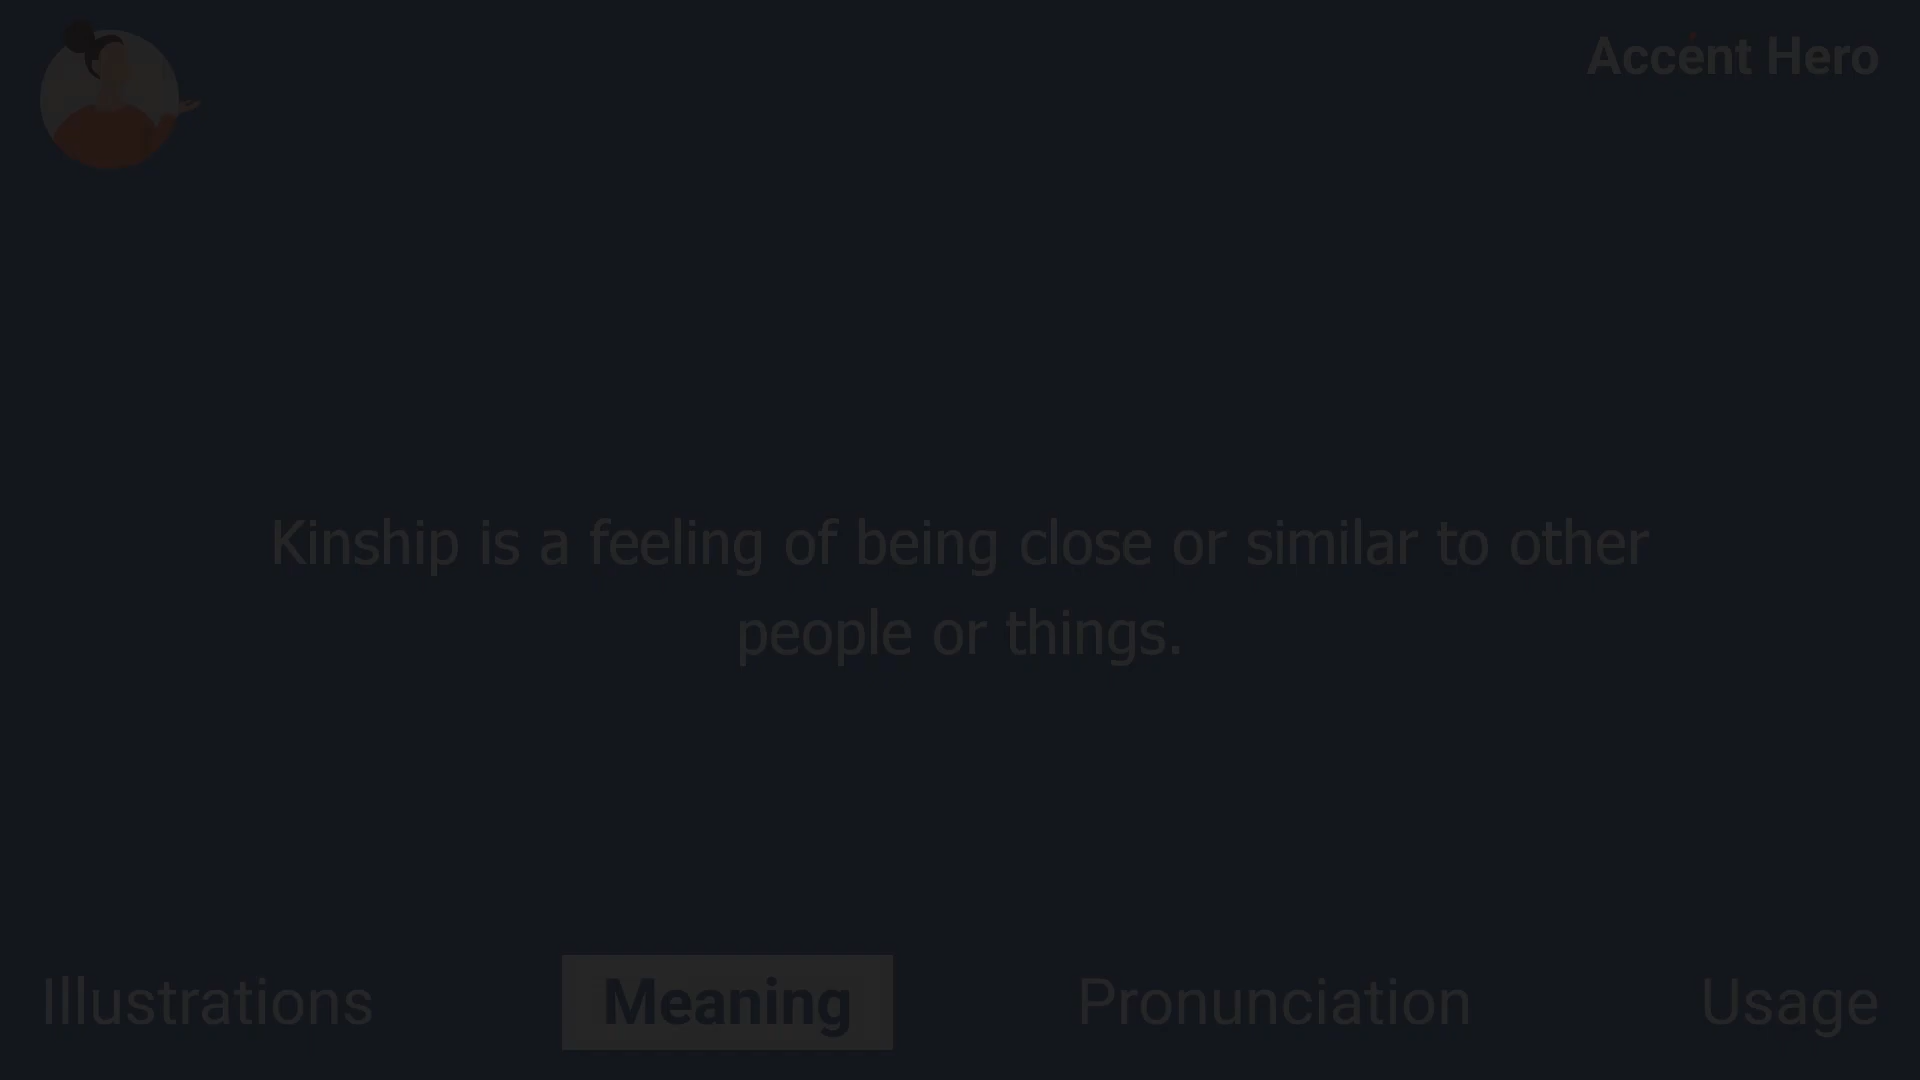 Accent Hero
Kinship is a feeling of being close or similar to other
people or things.
Illustrations
Meaning
Pronunciation
Usage